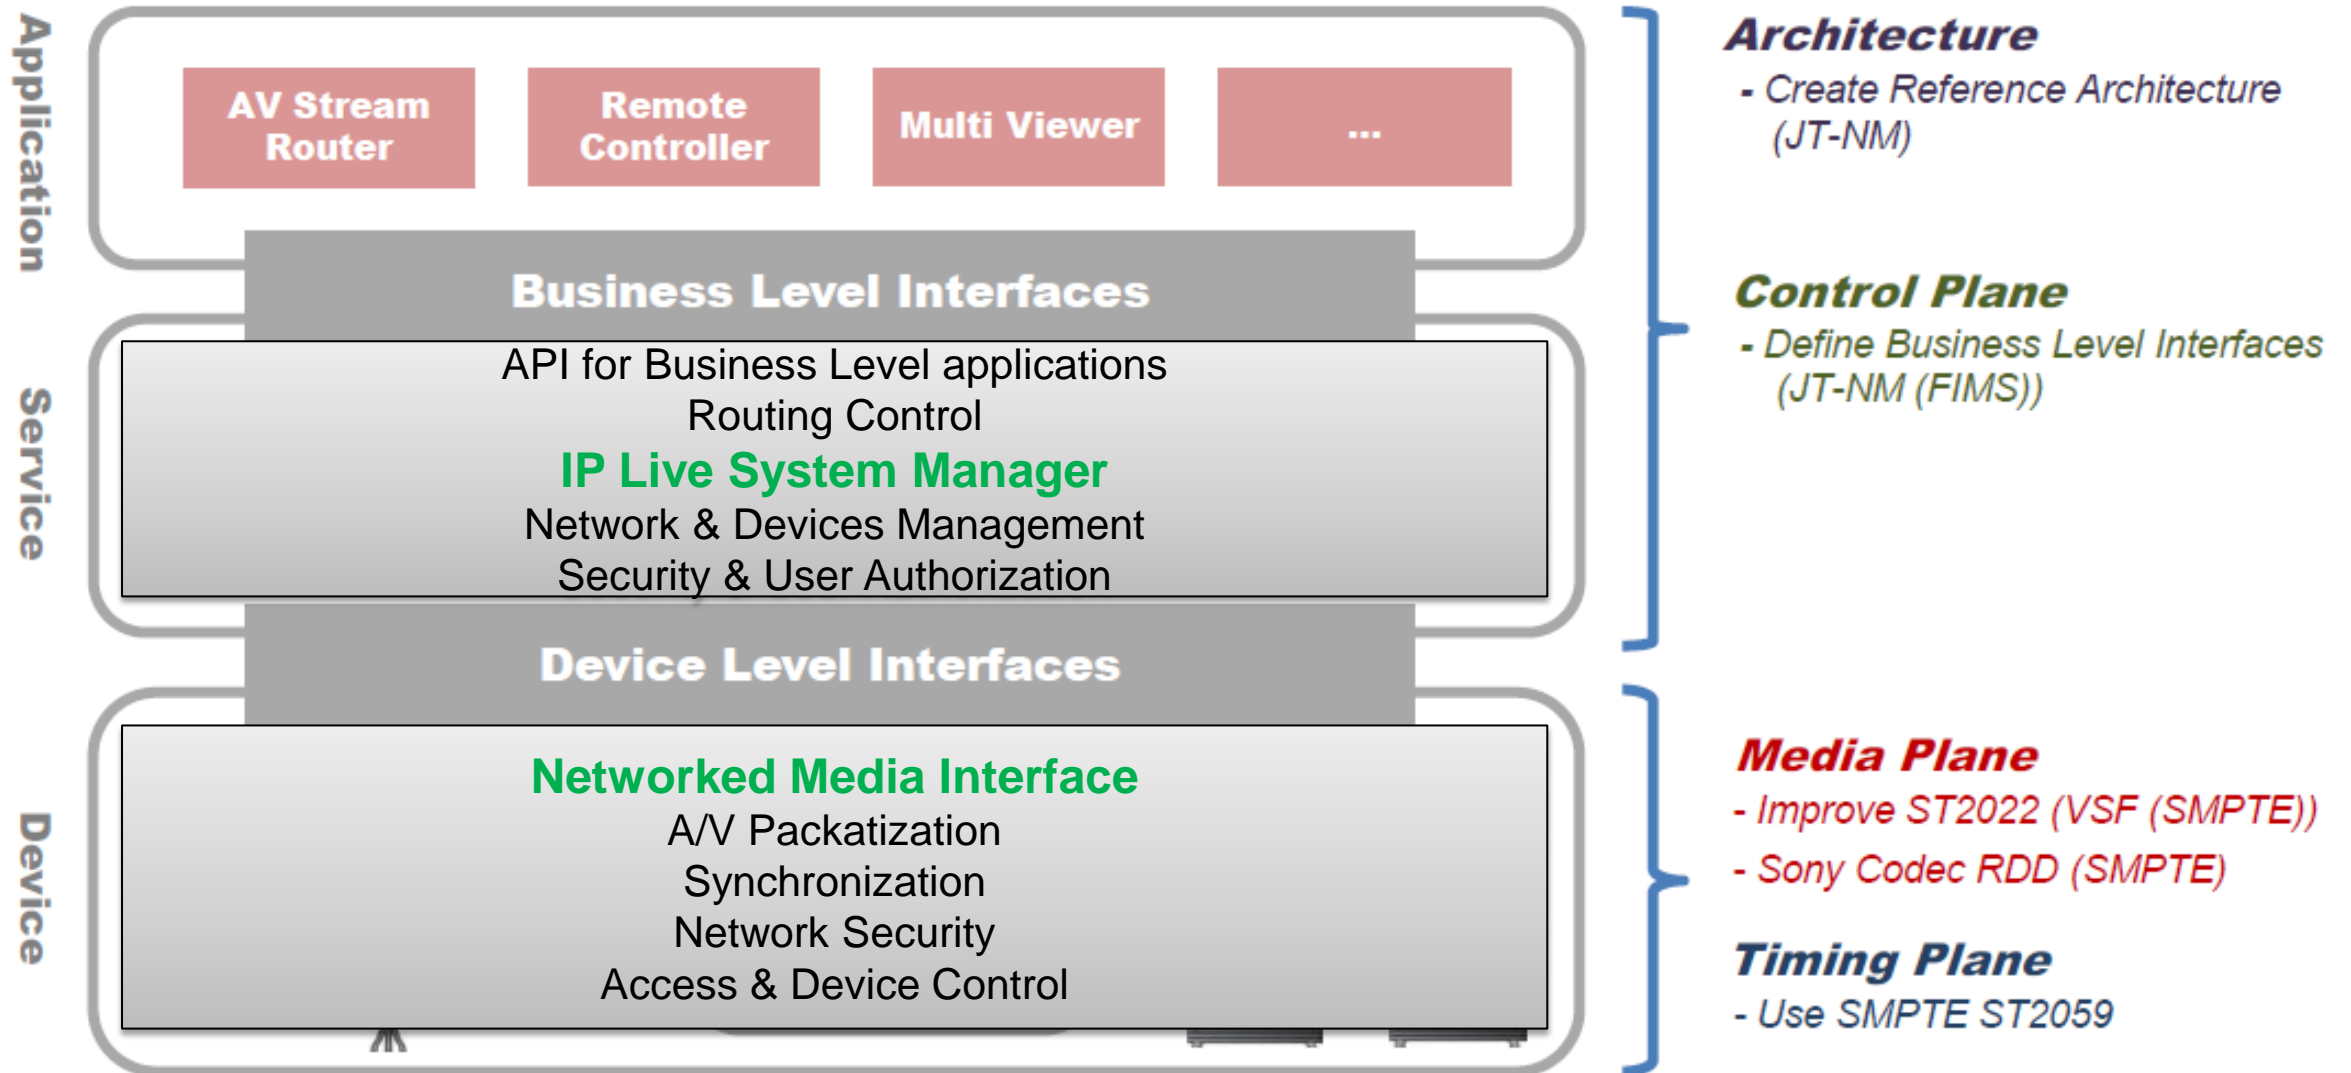 Application
AV Stream
Router
Remote
Controller
Multi Viewer
...
Business Level Interfaces
Service
API for Business Level applications
Routing Control
IP Live System Manager
Network & Devices Management
Security & User Authorization
Device Level Interfaces
Device
Networked Media Interface
A/V Packatization
Synchronization
Network Security
Access & Device Control
Architecture
- Create Reference Architecture
(JT-NM)
Control Plane
- Define Business Level Interfaces
(JT-NM (FIMS))
Media Plane
- Improve ST2022 (VSF (SMPTE))
- Sony Codec RDD (SMPTE)
Timing Plane
- Use SMPTE ST2059